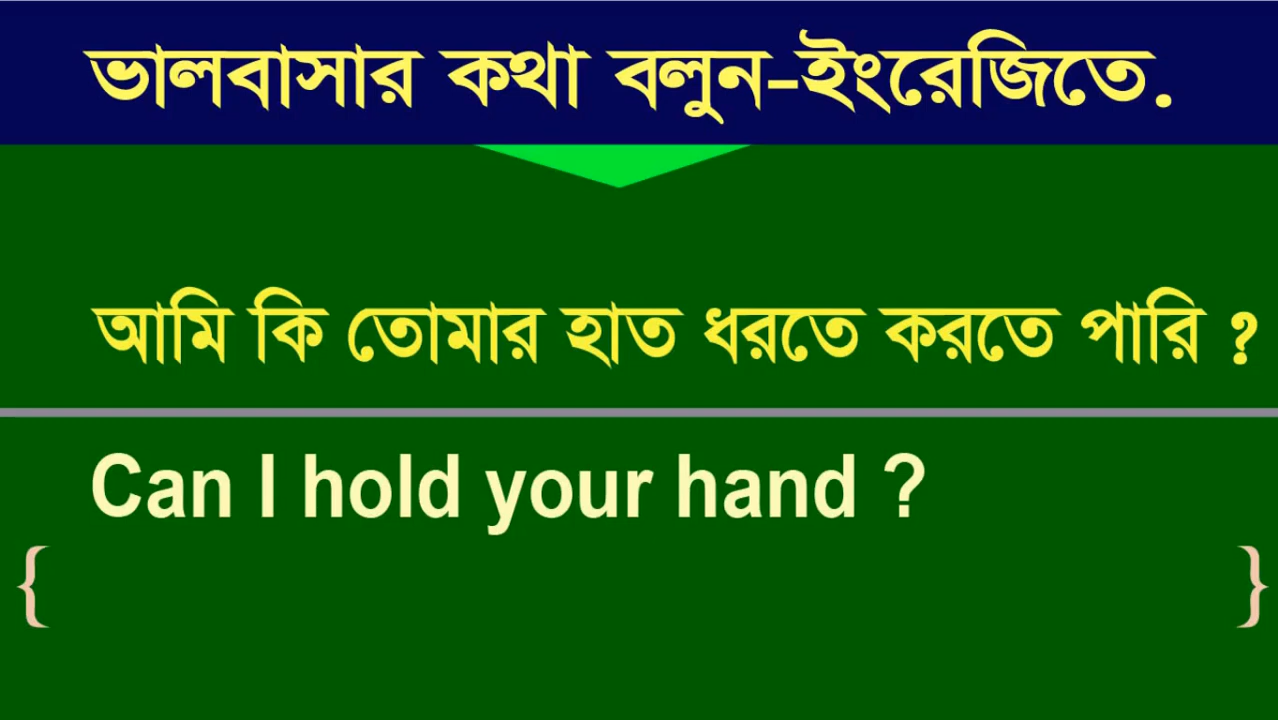 ভালবাসার কথা বলুন-ইংরেজিতে.
আমি কি তোমার হাত ধরতে করতে পারি ?
Can I hold your hand ?
{ }